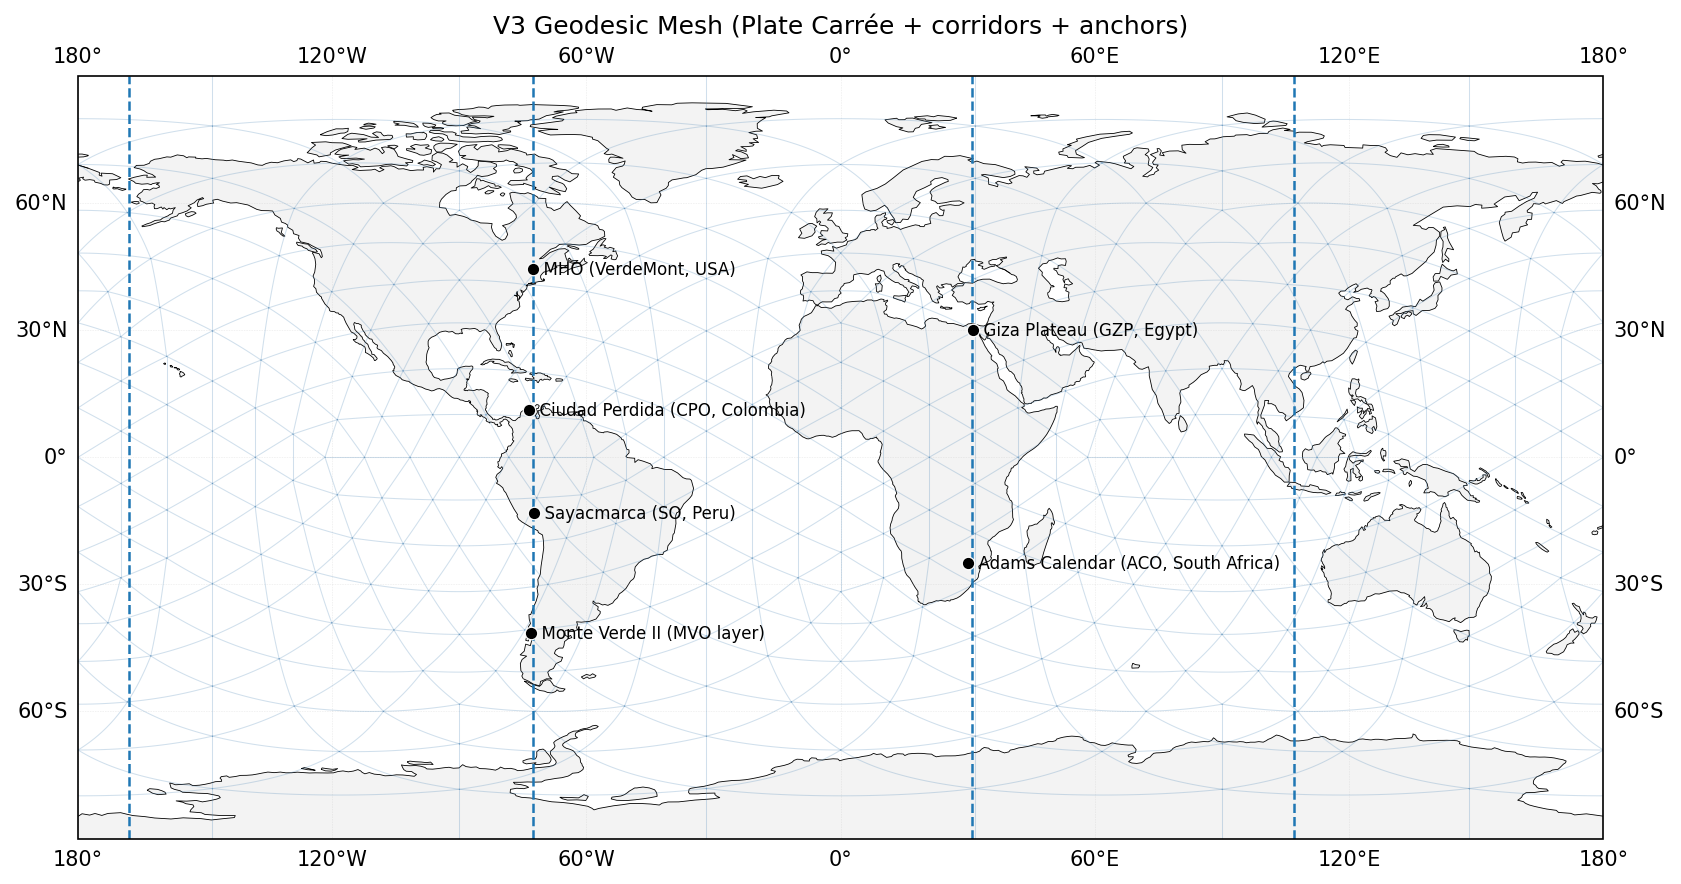 V3 Geodesic Mesh (Plate Carrée + corridors + anchors)
180° 120°W 60°W 0° 60°E 120°E 180°
60°N 60°N
MHO (VerdeMont, USA)
30°N Giza Plateau (GZP, Egypt) 30°N
Ciudad Perdida (CPO, Colombia)
0° 0°
Sayacmarca (SO, Peru)
Adams Calendar (ACO, South Africa)
30°S 30°S
Monte Verde II (MVO layer)
60°S 60°S
180° 120°W 60°W 0° 60°E 120°E 180°